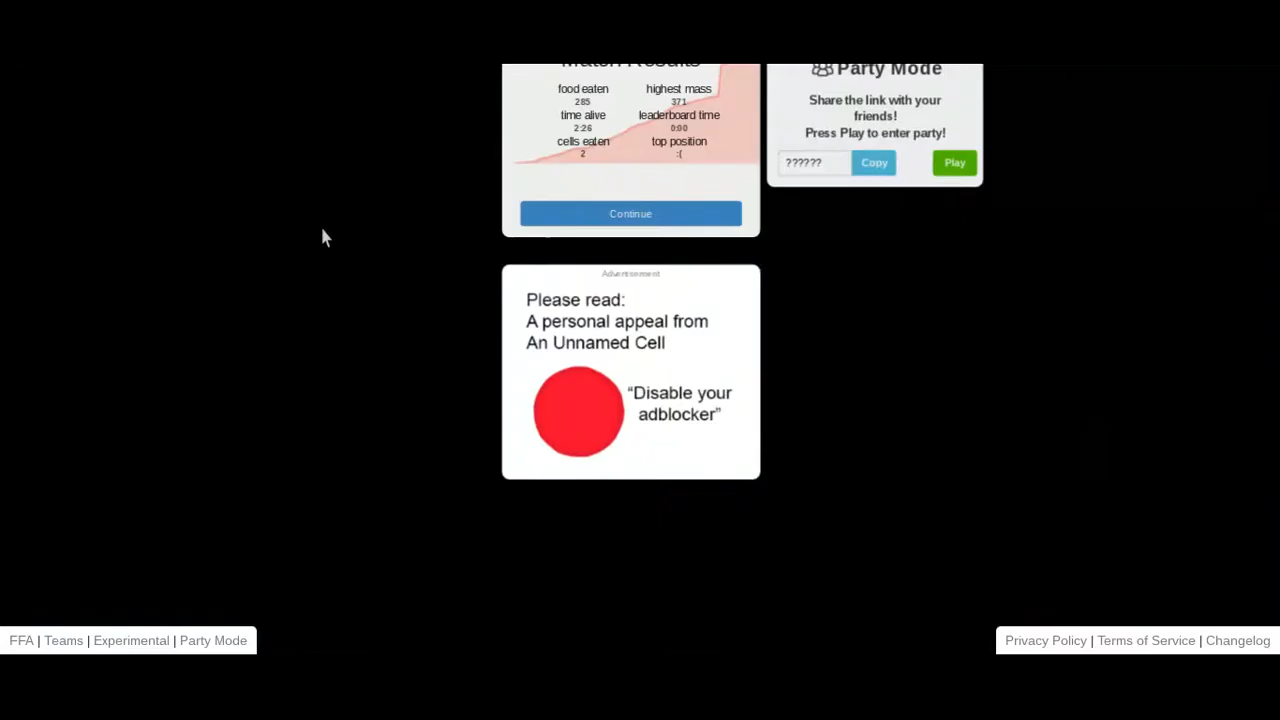 Match Results
food eaten highest mass
285 371
time alive leaderboard time
2:26 0:00
cells eaten top position
2 :(
Continue
Party Mode
Share the link with your
friends!
Press Play to enter party!
?????? Copy Play
Advertisement
Please read:
A personal appeal from
An Unnamed Cell
“Disable your
adblocker”
FFA | Teams | Experimental | Party Mode
Privacy Policy | Terms of Service | Changelog